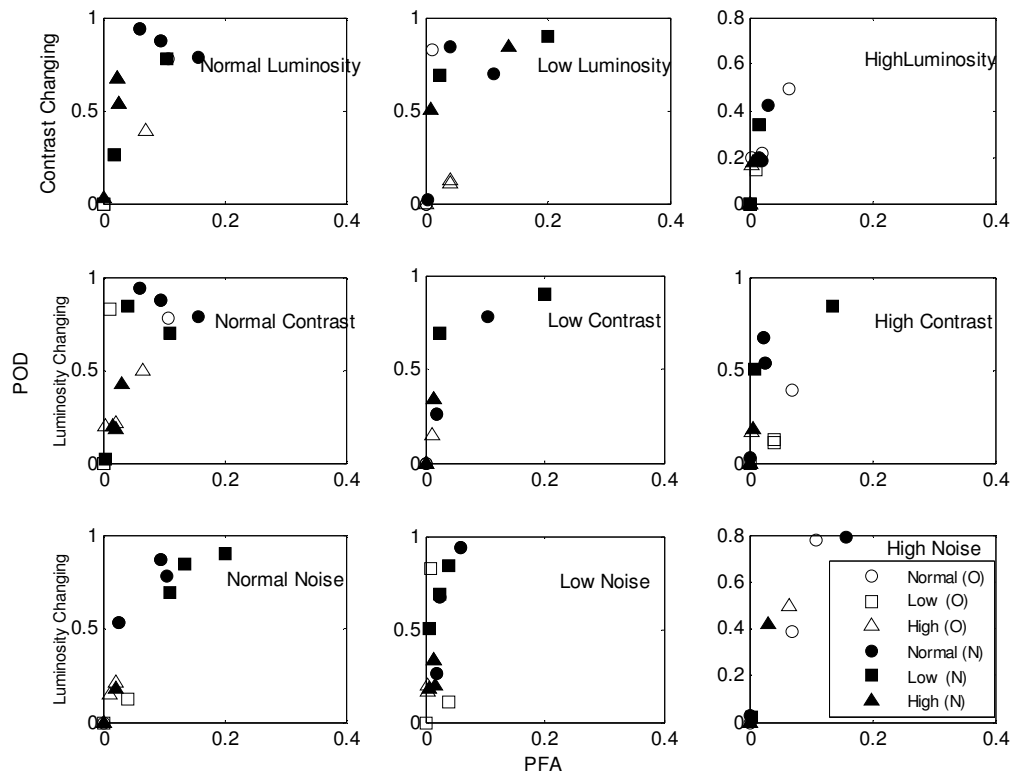 1
0.5
0
0
0.2
0.4
Contrast Changing
Normal Luminosity
1
0.5
0
0
0.2
0.4
Low Luminosity
0.8
0.6
0.4
0.2
0
0
0.2
0.4
HighLuminosity
1
0.5
0
0
0.2
0.4
POD
Luminosity Changing
Normal Contrast
1
0.5
0
0
0.2
0.4
Low Contrast
1
0.5
0
0
0.2
0.4
High Contrast
1
0.5
0
0
0.2
0.4
Luminosity Changing
Normal Noise
1
0.5
0
0
0.2
0.4
Low Noise
PFA
0.8
0.6
0.4
0.2
0
0
0.2
0.4
High Noise
Normal (O)
Low (O)
High (O)
Normal (N)
Low (N)
High (N)